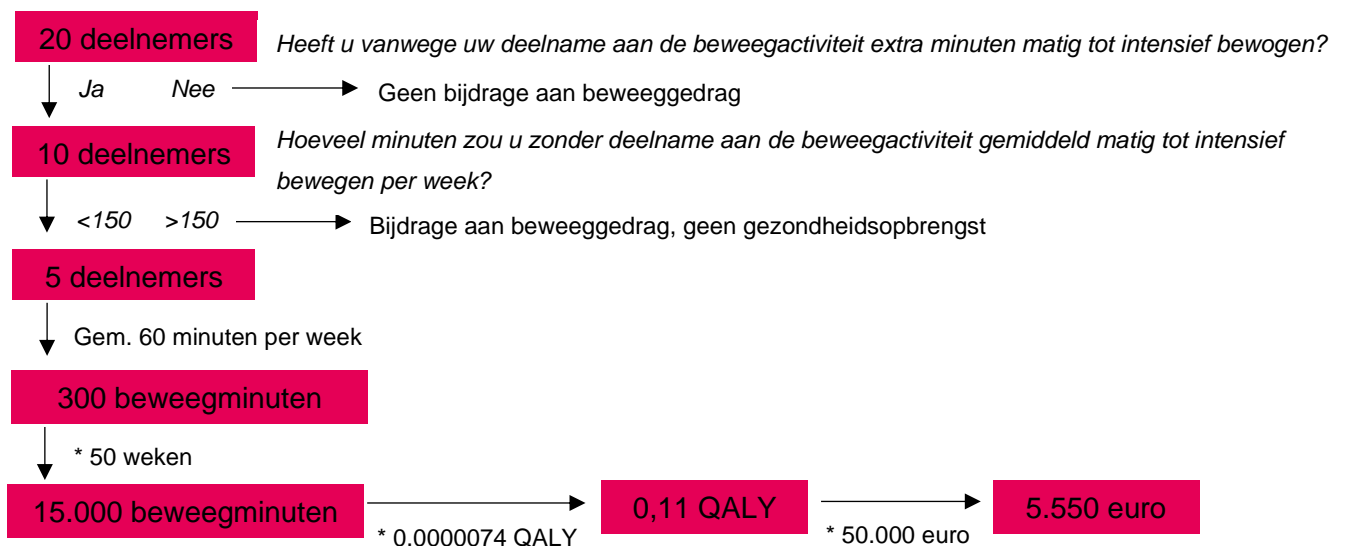 20 deelnemers
Heeft u vanwege uw deelname aan de beweegactiviteit extra minuten matig tot intensief bewogen?
Ja Nee
Geen bijdrage aan beweeggedrag
10 deelnemers
Hoeveel minuten zou u zonder deelname aan de beweegactiviteit gemiddeld matig tot intensief
bewegen per week?
<150 >150
Bijdrage aan beweeggedrag, geen gezondheidsopbrengst
5 deelnemers
Gem. 60 minuten per week
300 beweegminuten
* 50 weken
15.000 beweegminuten
* 0.0000074 QALY
0,11 QALY
* 50.000 euro
5.550 euro